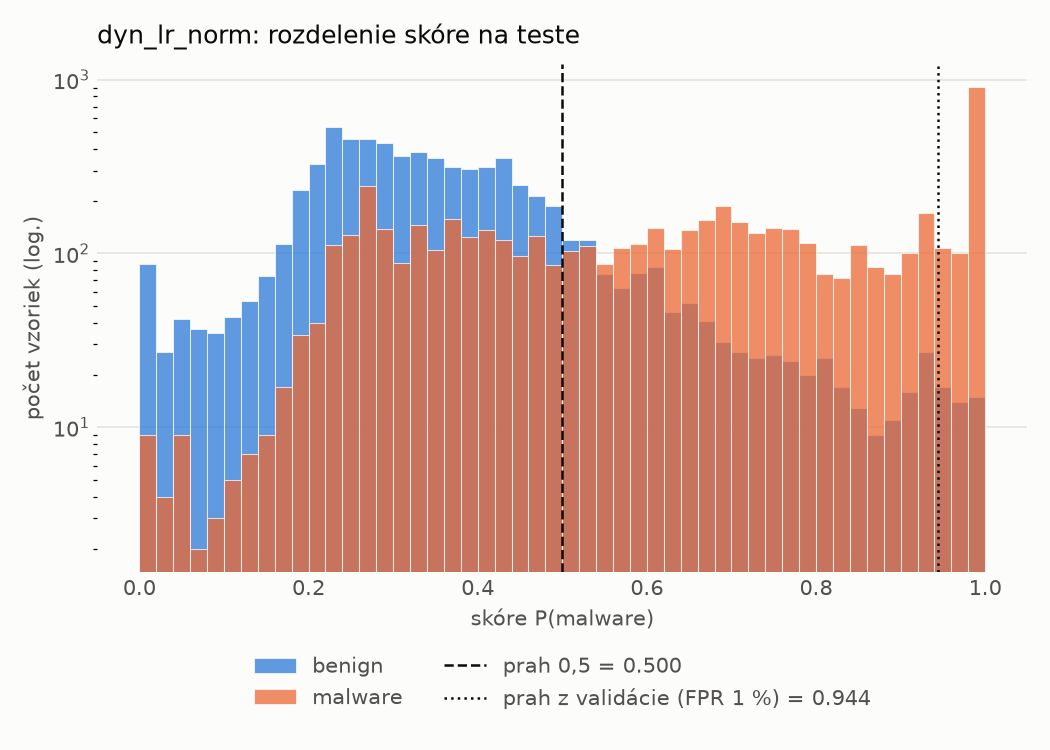 dyn_lr_norm: rozdelenie skóre na teste
10³
10²
10¹
počet vzoriek (log.)
0.0 0.2 0.4 0.6 0.8 1.0
skóre P(malware)
benign
malware
prah 0,5 = 0.500
prah z validácie (FPR 1 %) = 0.944